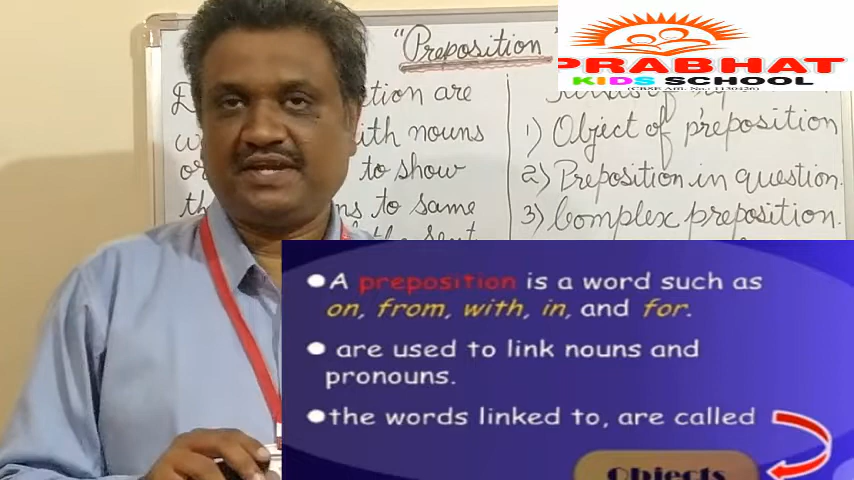 "Preposition"
PRABHAT
KIDS SCHOOL
tion are
ith nouns
to show
to same
1) Object of preposition
2) Preposition in question.
3) Complex preposition.
• A preposition is a word such as
on, from, with, in, and for.
• are used to link nouns and
pronouns.
• the words linked to, are called
Objects